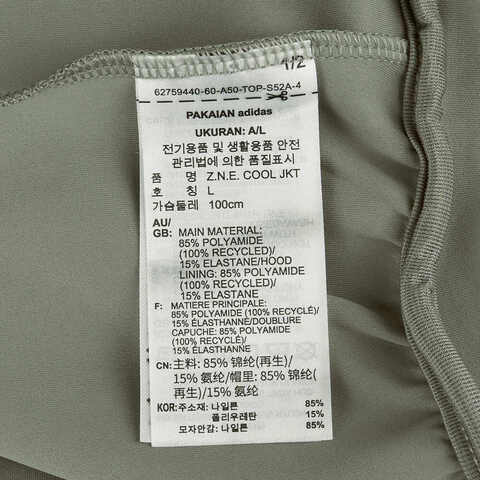 1/2
62759440-60-A50-TOP-S52A-4
PAKAIAN adidas
UKURAN: A/L
전기용품 및 생활용품 안전
관리법에 의한 품질표시
품 명 Z.N.E. COOL JKT
호 칭 L
가슴둘레 100cm
AU/
GB: MAIN MATERIAL:
85% POLYAMIDE
(100% RECYCLED)/
15% ELASTANE/HOOD
LINING: 85% POLYAMIDE
(100% RECYCLED)/
15% ELASTANE
F: MATIERE PRINCIPALE:
85% POLYAMIDE (100% RECYCLE)/
15% ÉLASTHANNE/DOUBLURE
CAPUCHE: 85% POLYAMIDE
(100% RECYCLE)/
15% ÉLASTHANNE
CN: 主料: 85% 锦纶(再生)/
15% 氨纶/帽里: 85% 锦纶(
再生)/15% 氨纶
KOR: 주소재: 나일론 85%
폴리우레탄 15%
모자안감: 나일론 85%